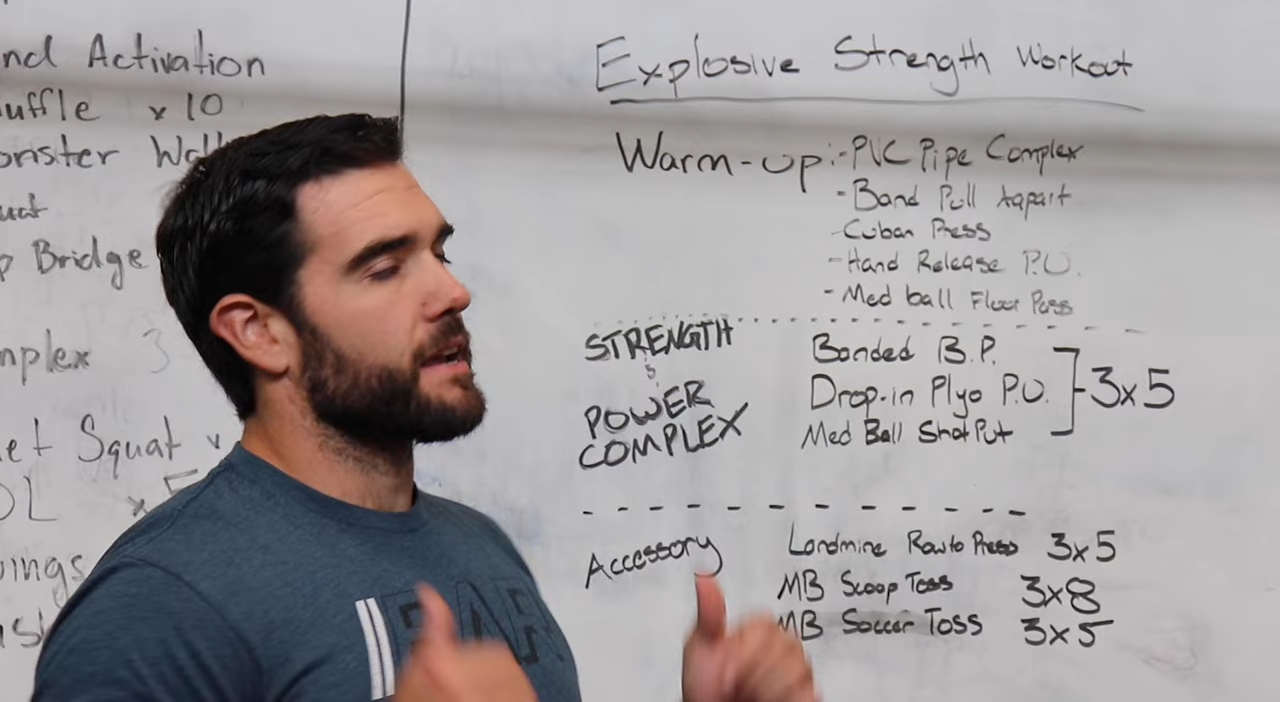 nd Activation
uffle x 10
onster Wal
uat
p Bridge
mplex 3
et Squat x
DL x 5
ings
Explosive Strength Workout
Warm-up:-PVC Pipe Complex
-Band Pull Aapart
-Cuban Press
-Hand Release P.U.
-Med ball Floor Pass
STRENGTH
&
POWER
COMPLEX
Banded B.P.
Drop-in Plyo P.U.
Med Ball Shot Put
3x5
Accessory
Landmine Row to Press 3x5
MB Scoop Toss 3x8
MB Soccer Toss 3x5